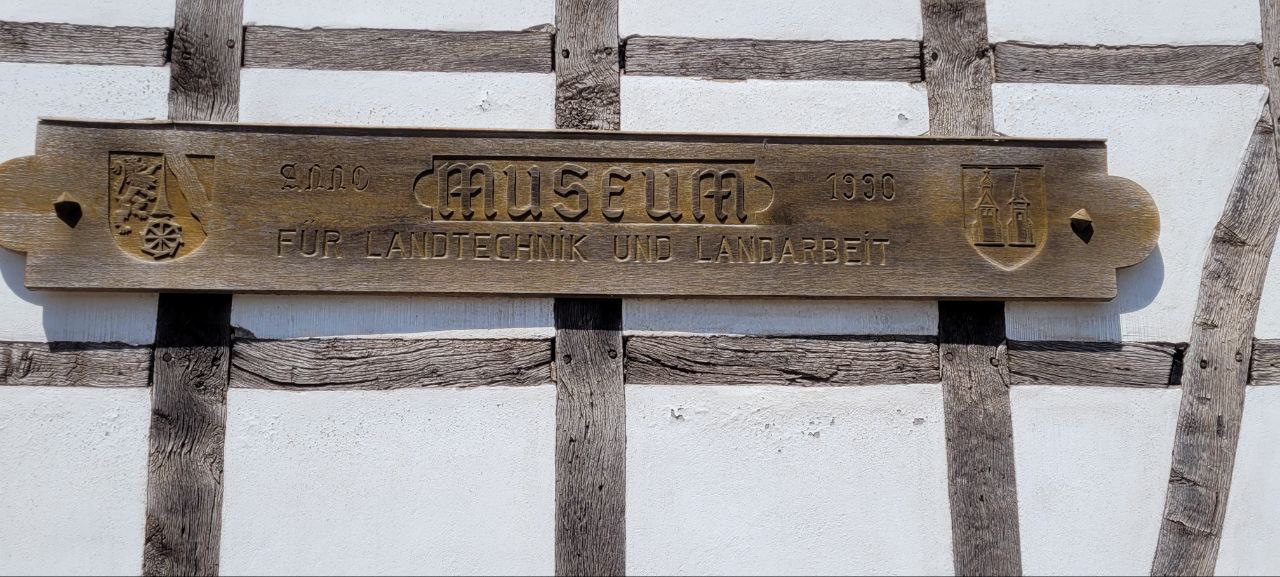 Anno MUSEUM 1990
FÜR LANDTECHNIK UND LANDARBEIT